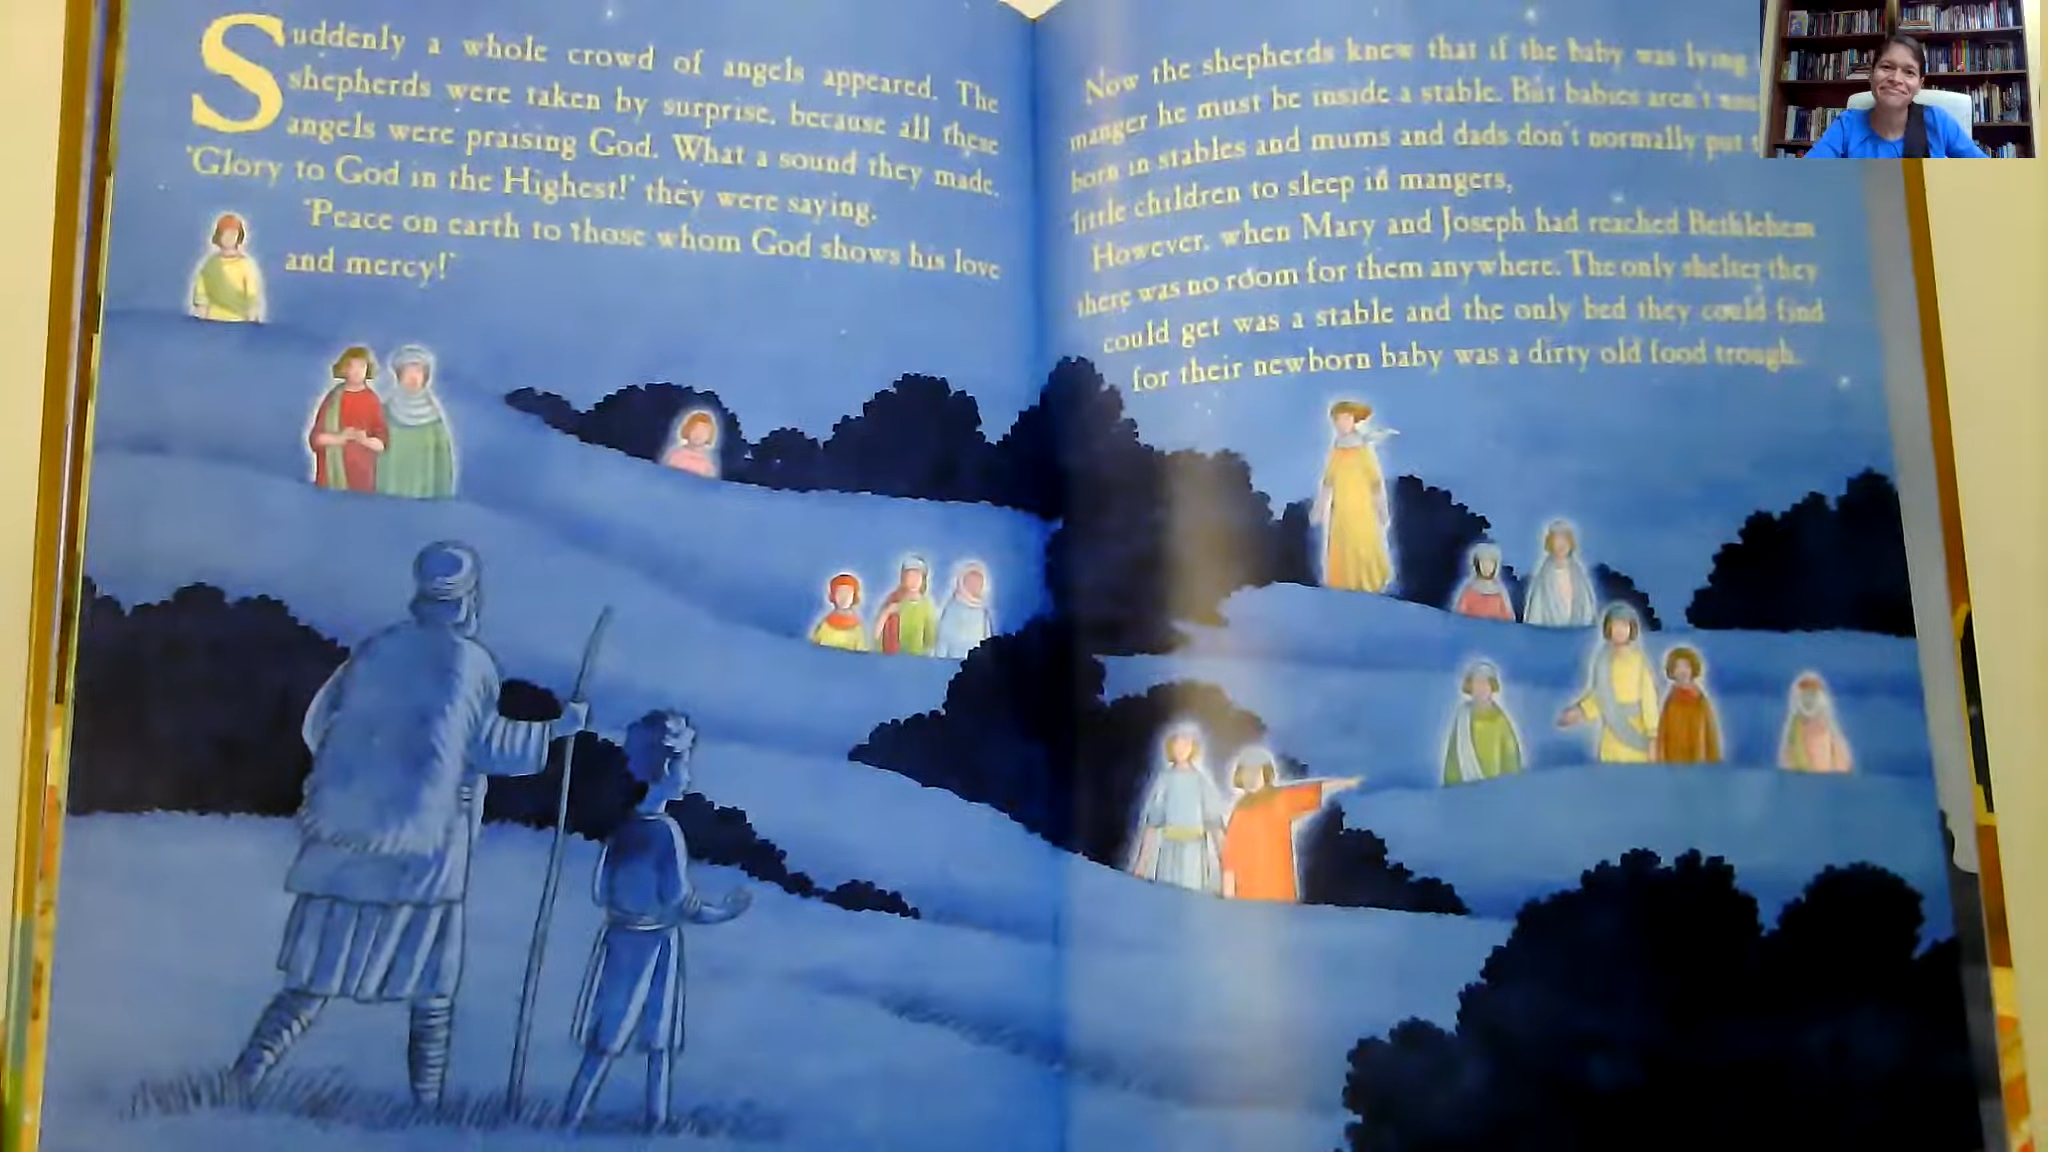 Suddenly a whole crowd of angels appeared. The
shepherds were taken by surprise, because all these
angels were praising God. What a sound they made.
'Glory to God in the Highest!' they were saying.
'Peace on earth to those whom God shows his love
and mercy!'
Now the shepherds knew that if the baby was lying
manger he must be inside a stable. But babies aren't
born in stables and mums and dads don't normally put
little children to sleep in mangers,
However, when Mary and Joseph had reached Bethlehem
there was no room for them anywhere. The only shelter they
could get was a stable and the only bed they could find
for their newborn baby was a dirty old food trough.